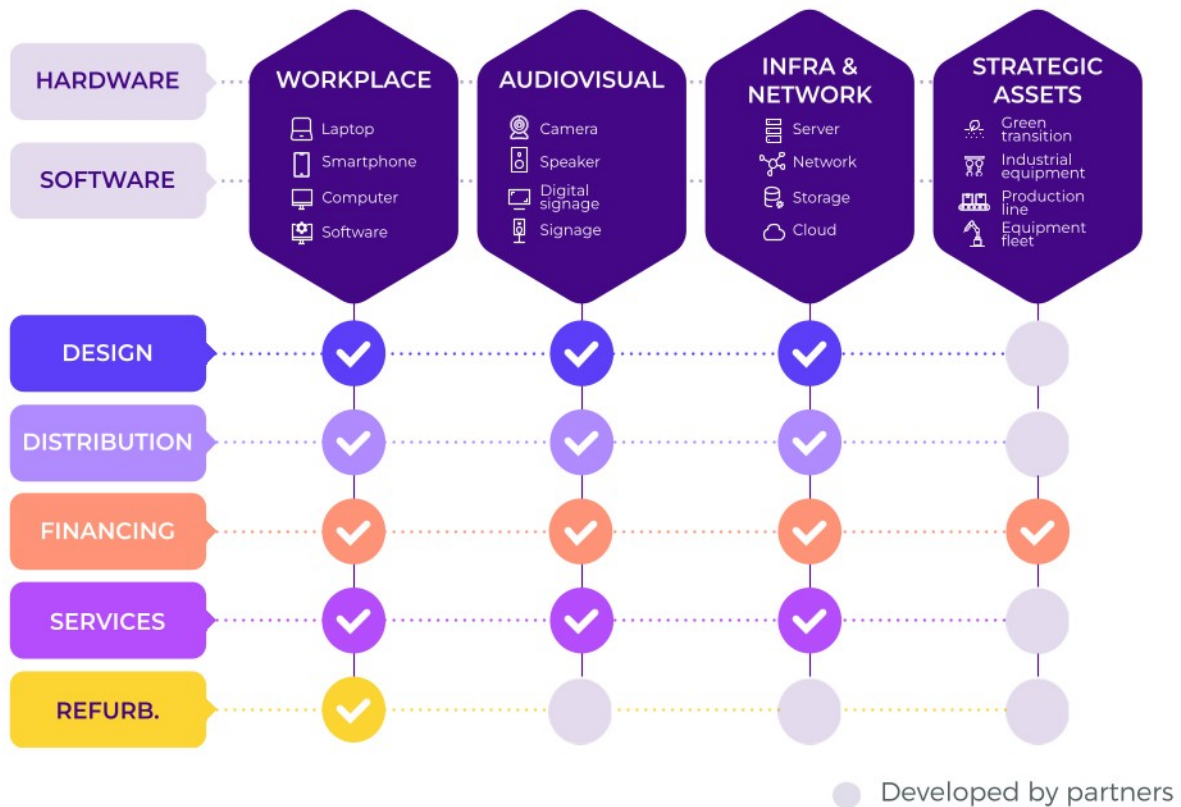 HARDWARE
SOFTWARE
WORKPLACE
Laptop
Smartphone
Computer
Software
AUDIOVISUAL
Camera
Speaker
Digital
signage
Signage
INFRA &
NETWORK
Server
Network
Storage
Cloud
STRATEGIC
ASSETS
Green
transition
Industrial
equipment
Production
line
Equipment
fleet
DESIGN
DISTRIBUTION
FINANCING
SERVICES
REFURB.
Developed by partners